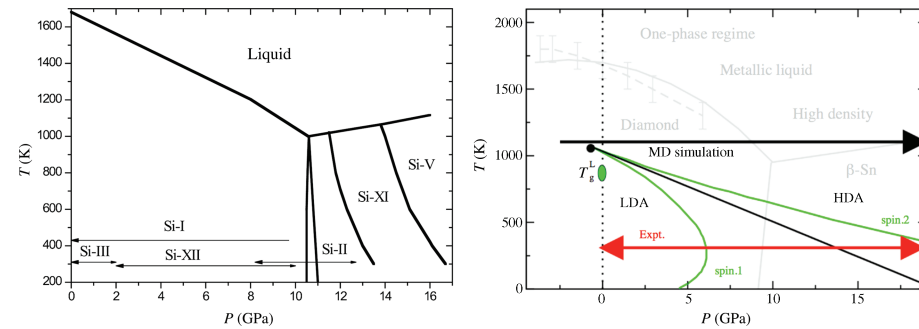 1800
1600
1400
1200
1000
800
600
400
200
T (K)
Liquid
Si-V
Si-XI
Si-I
Si-III
Si-XII
Si-II
0 2 4 6 8 10 12 14 16
P (GPa)
2000
1500
1000
500
0
T (K)
One-phase regime
Metallic liquid
High density
Diamond
MD simulation
β-Sn
T_g^L
LDA
HDA
spin.2
Expt.
spin.1
0 5 10 15
P (GPa)